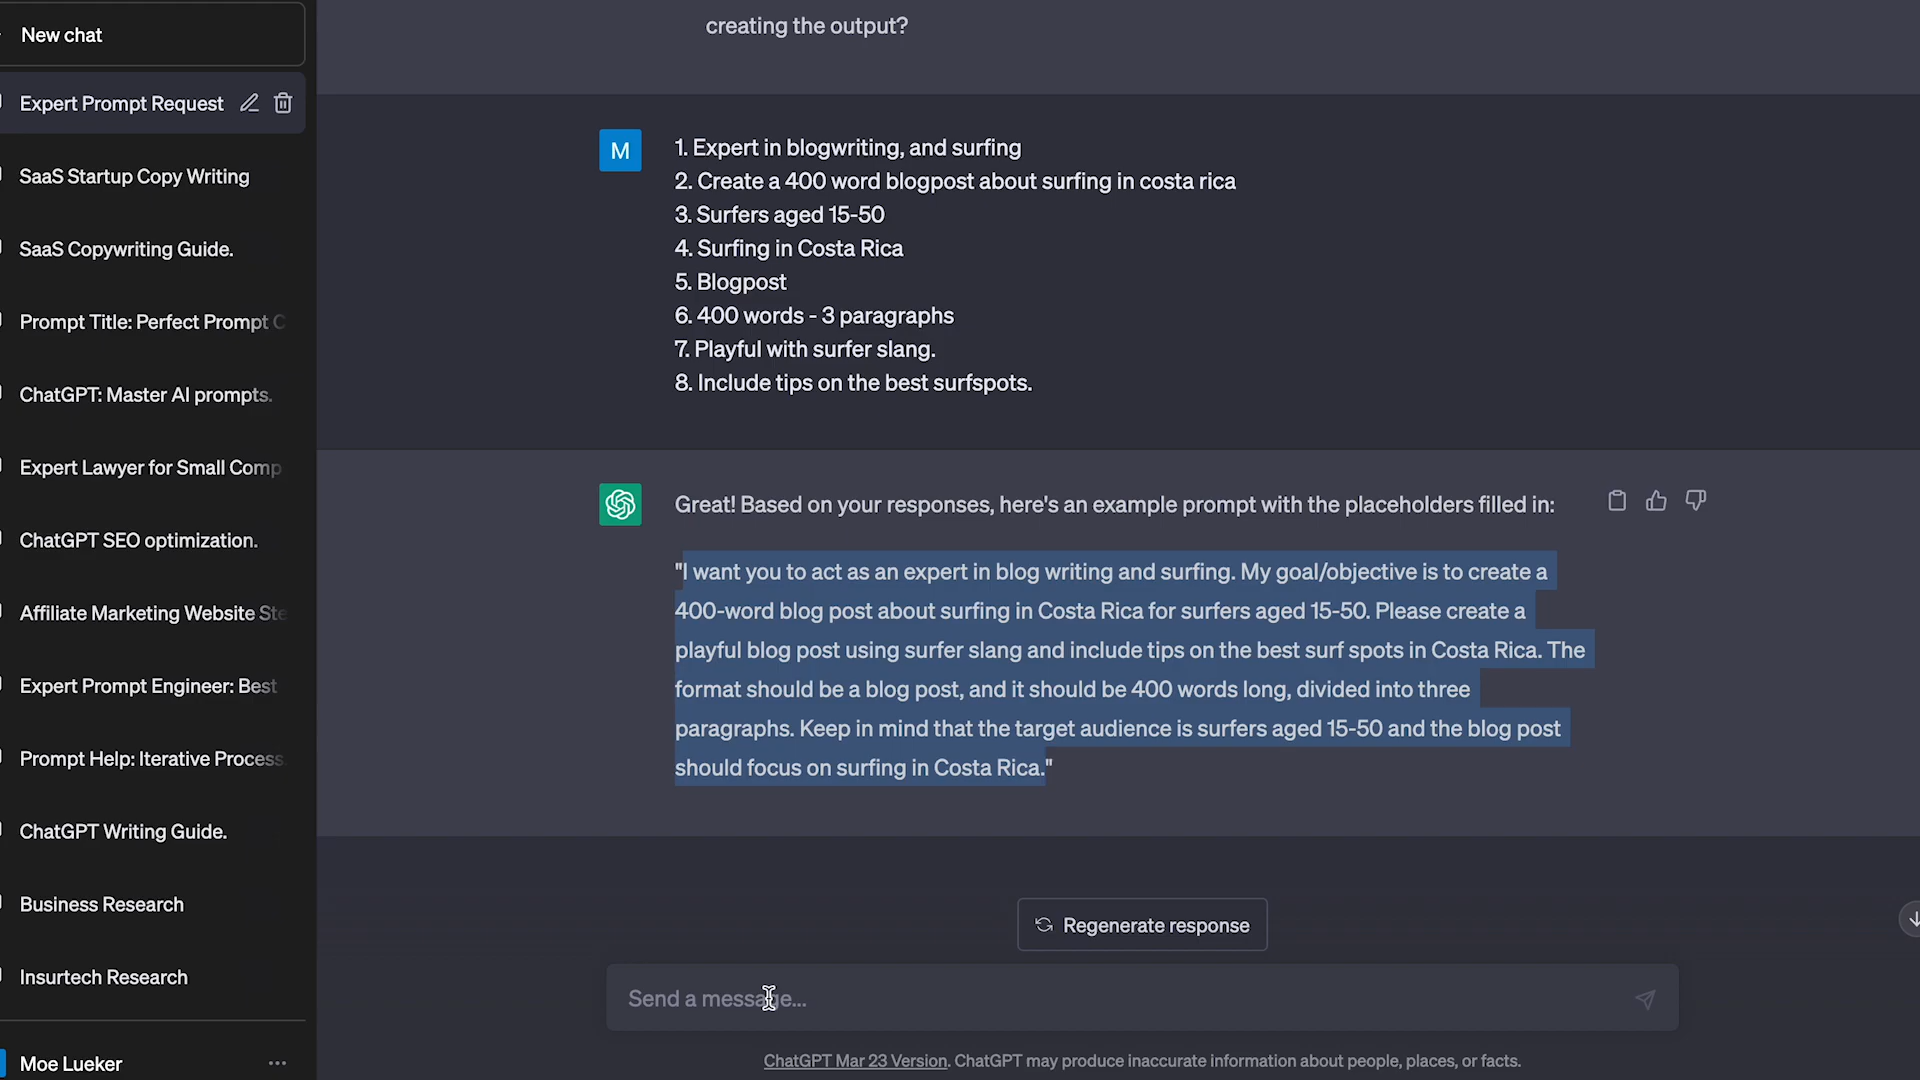 New chat
Expert Prompt Request
SaaS Startup Copy Writing
SaaS Copywriting Guide.
Prompt Title: Perfect Prompt C
ChatGPT: Master AI prompts.
Expert Lawyer for Small Comp
ChatGPT SEO optimization.
Affiliate Marketing Website Ste
Expert Prompt Engineer: Best
Prompt Help: Iterative Process
ChatGPT Writing Guide.
Business Research
Insurtech Research
Moe Lueker
creating the output?
M
1. Expert in blogwriting, and surfing
2. Create a 400 word blogpost about surfing in costa rica
3. Surfers aged 15-50
4. Surfing in Costa Rica
5. Blogpost
6. 400 words - 3 paragraphs
7. Playful with surfer slang.
8. Include tips on the best surfspots.
Great! Based on your responses, here's an example prompt with the placeholders filled in:
"I want you to act as an expert in blog writing and surfing. My goal/objective is to create a
400-word blog post about surfing in Costa Rica for surfers aged 15-50. Please create a
playful blog post using surfer slang and include tips on the best surf spots in Costa Rica. The
format should be a blog post, and it should be 400 words long, divided into three
paragraphs. Keep in mind that the target audience is surfers aged 15-50 and the blog post
should focus on surfing in Costa Rica."
Regenerate response
Send a message...
ChatGPT Mar 23 Version. ChatGPT may produce inaccurate information about people, places, or facts.